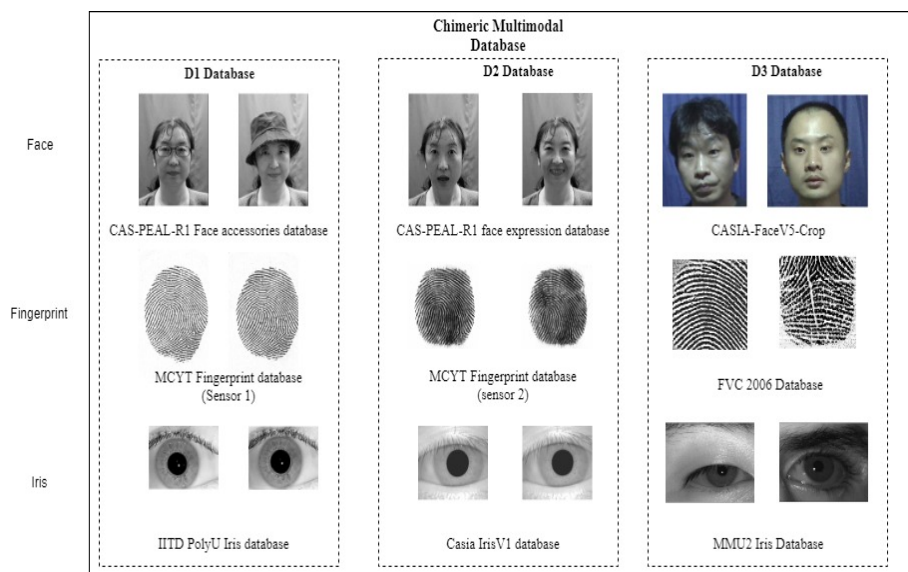 Chimeric Multimodal
Database
D1 Database
D2 Database
D3 Database
Face
CAS-PEAL-R1 Face accessories database
CAS-PEAL-R1 face expression database
CASIA-FaceV5-Crop
Fingerprint
MCYT Fingerprint database
(Sensor 1)
MCYT Fingerprint database
(sensor 2)
FVC 2006 Database
Iris
IITD PolyU Iris database
Casia IrisV1 database
MMU2 Iris Database